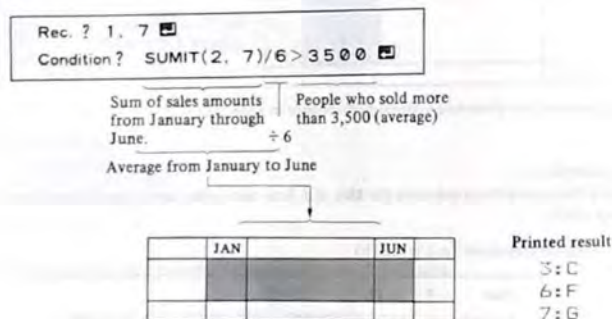 Rec. ? 1, 7 ↵
Condition ? SUMIT(2, 7)/6>3500 ↵
Sum of sales amounts from January through June.
÷ 6
People who sold more than 3,500 (average)
Average from January to June
JAN JUN
Printed result
3:C
6:F
7:G